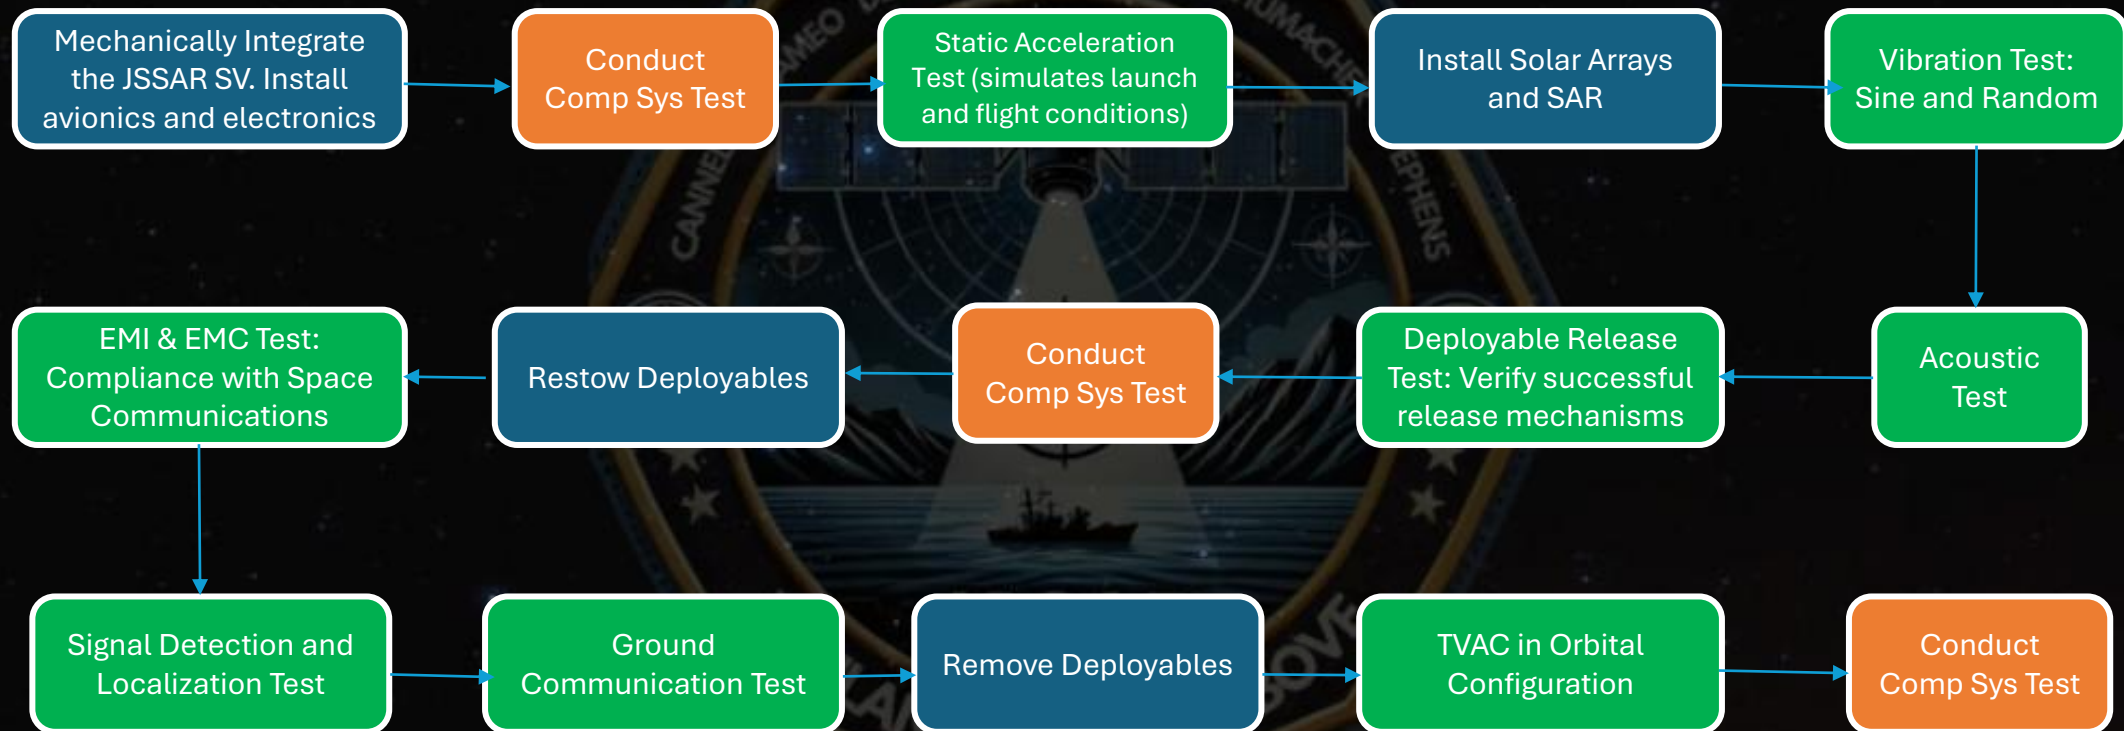 Mechanically Integrate
the JSSAR SV. Install
avionics and electronics
Conduct
Comp Sys Test
Static Acceleration
Test (simulates launch
and flight conditions)
Install Solar Arrays
and SAR
Vibration Test:
Sine and Random
Acoustic
Test
Deployable Release
Test: Verify successful
release mechanisms
Conduct
Comp Sys Test
Restow Deployables
EMI & EMC Test:
Compliance with Space
Communications
Signal Detection and
Localization Test
Ground
Communication Test
Remove Deployables
TVAC in Orbital
Configuration
Conduct
Comp Sys Test